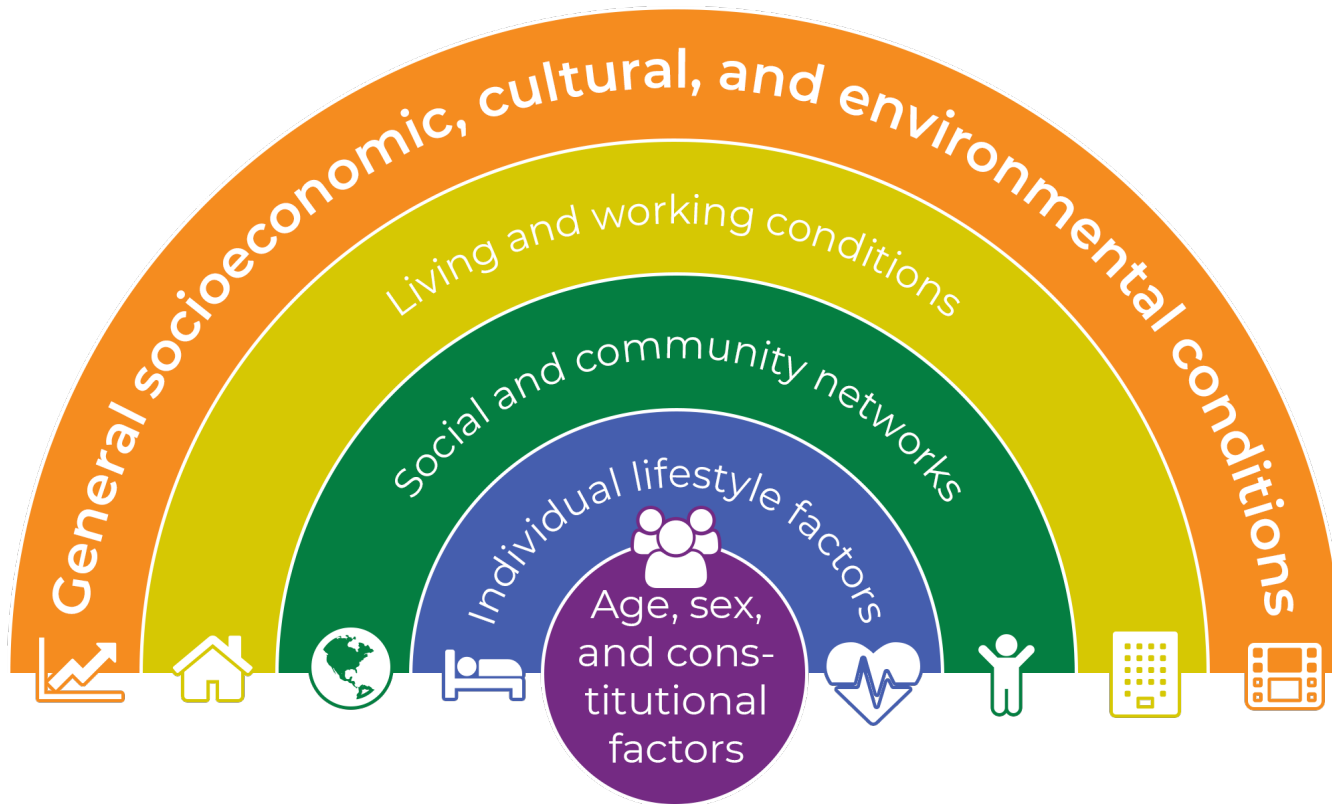 General socioeconomic, cultural, and environmental conditions
Living and working conditions
Social and community networks
Individual lifestyle factors
Age, sex,
and cons-
titutional
factors